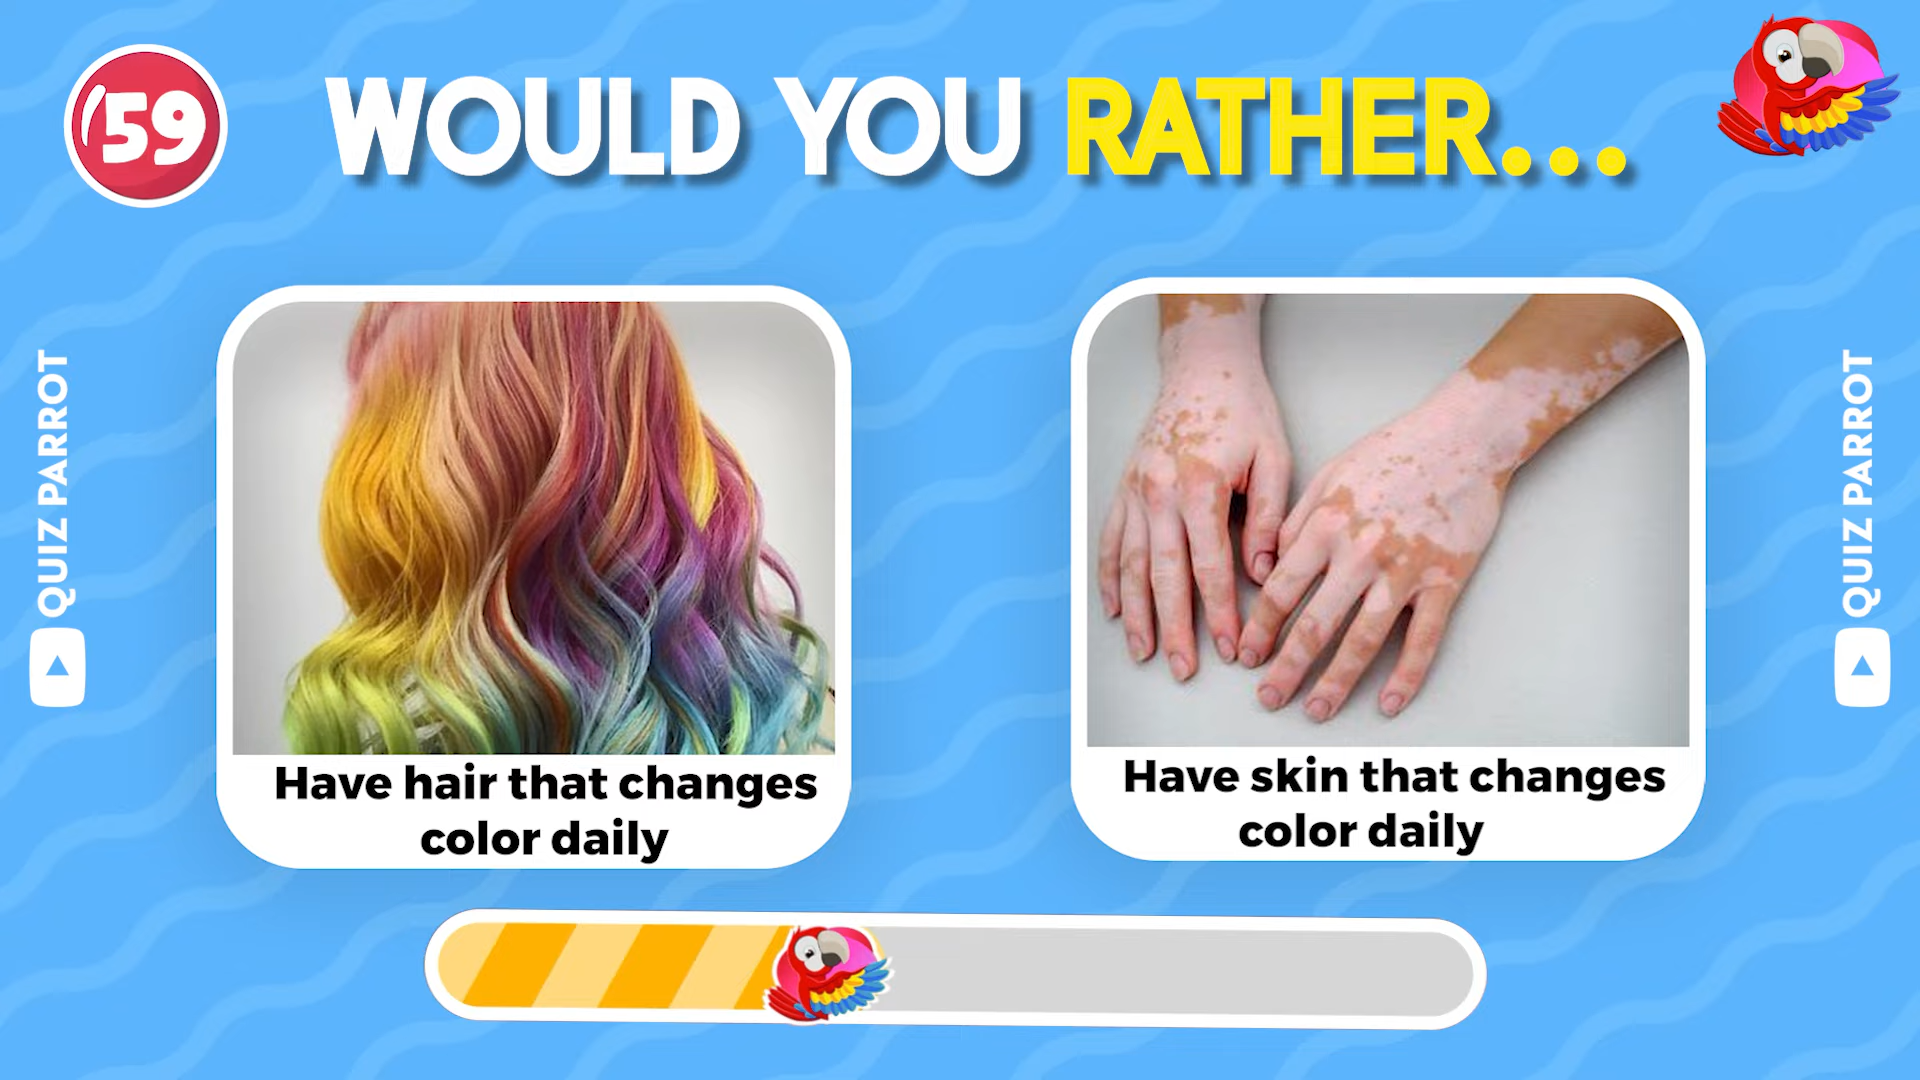 59
WOULD YOU RATHER...
QUIZ PARROT
QUIZ PARROT
Have hair that changes
color daily
Have skin that changes
color daily